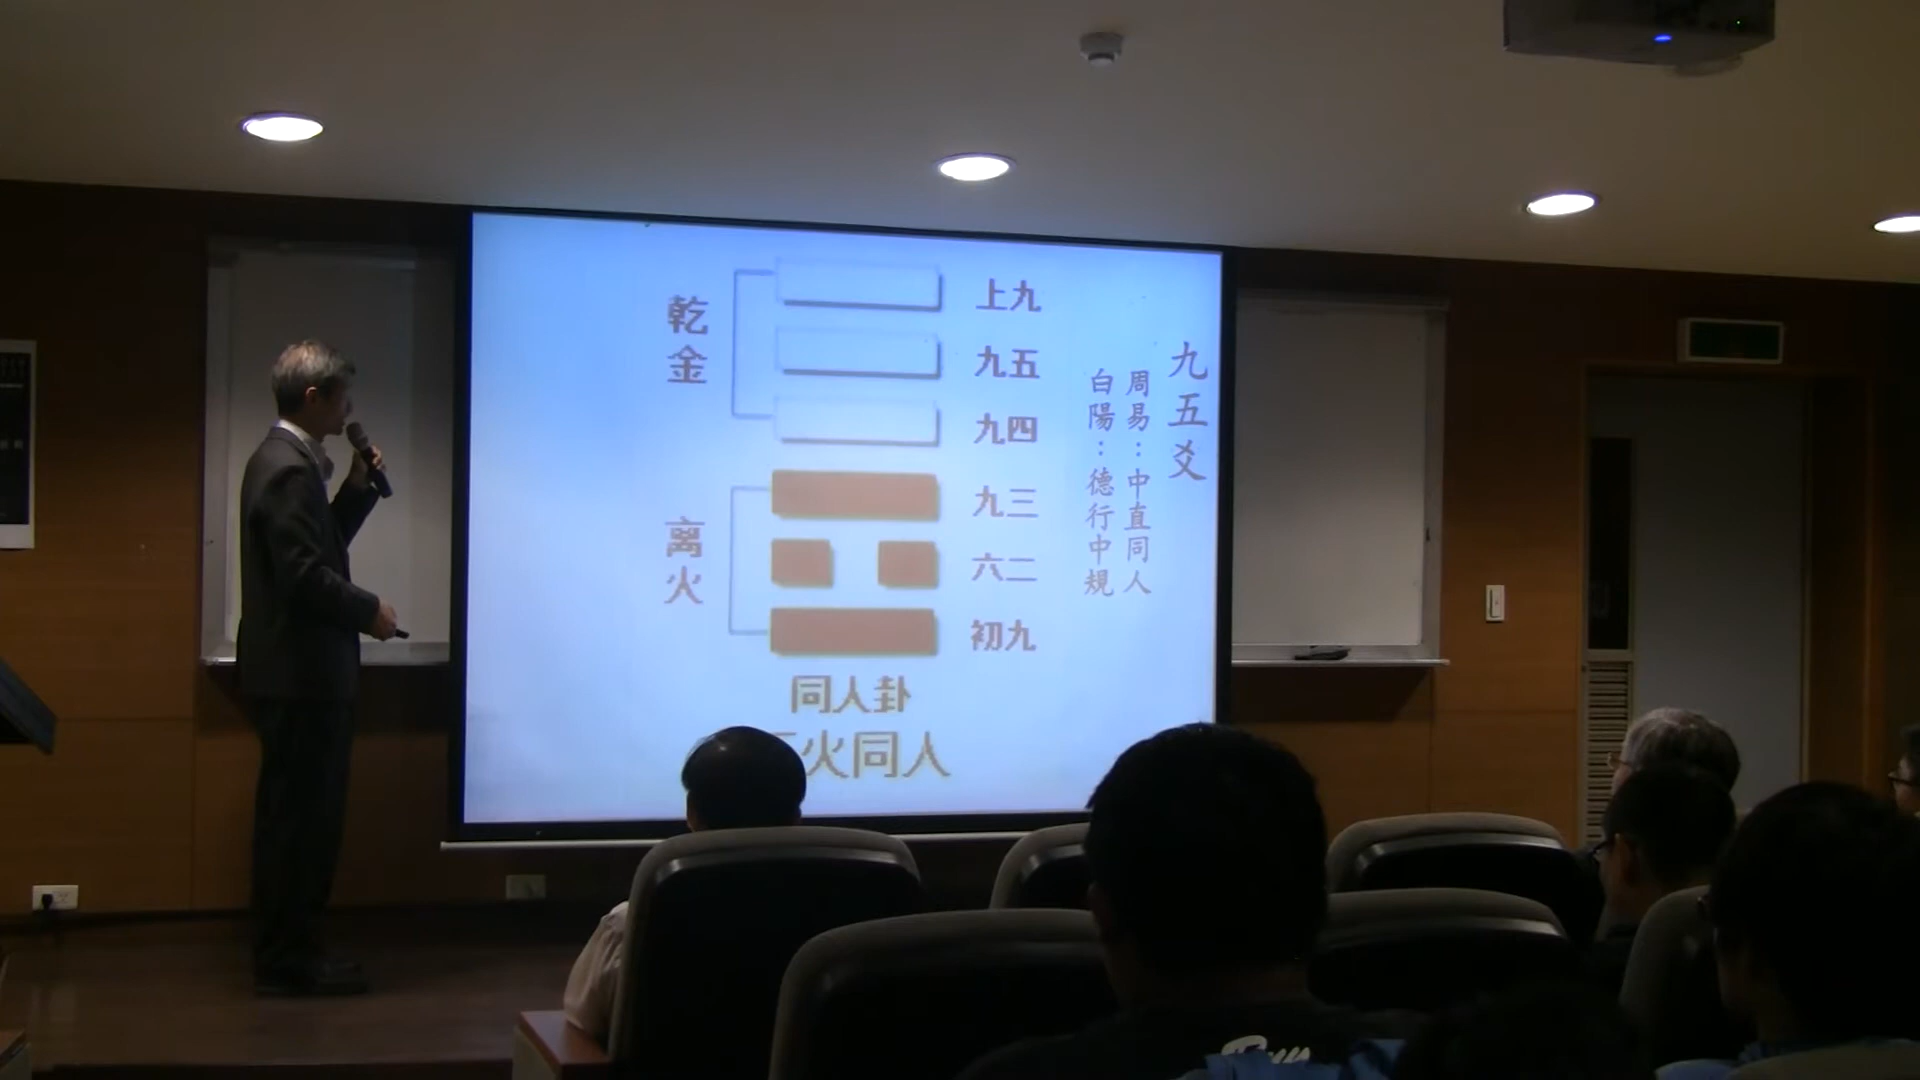 乾金
上九
九五
九四
离火
九三
六二
初九
同人卦
火同人
九五爻
周易：中直同人
白陽：德行中規